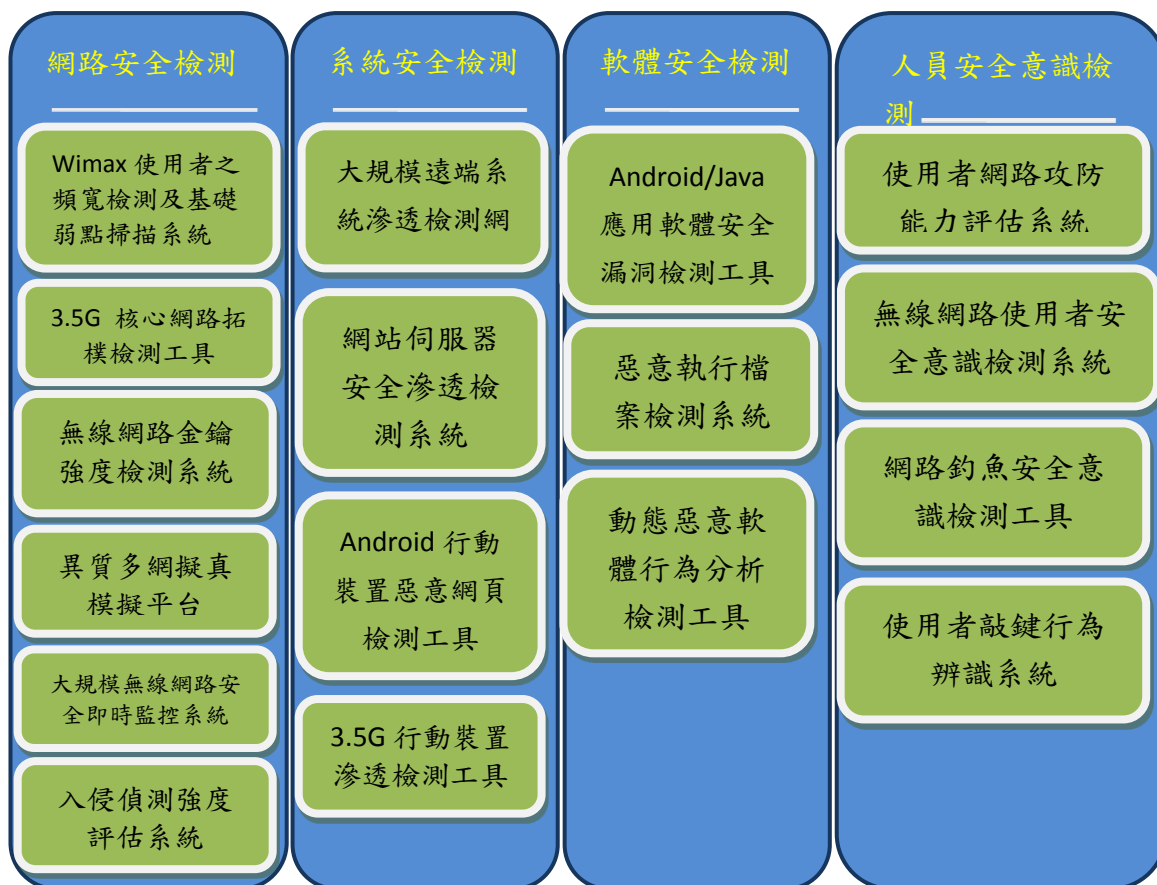 網路安全檢測
Wimax 使用者之
頻寬檢測及基礎
弱點掃描系統
3.5G 核心網路拓
樸檢測工具
無線網路金鑰
強度檢測系統
異質多網擬真
模擬平台
大規模無線網路安
全即時監控系統
入侵偵測強度
評估系統
系統安全檢測
大規模遠端系
統滲透檢測網
網站伺服器
安全滲透檢
測系統
Android 行動
裝置惡意網頁
檢測工具
3.5G 行動裝置
滲透檢測工具
軟體安全檢測
Android/Java
應用軟體安全
漏洞檢測工具
惡意執行檔
案檢測系統
動態惡意軟
體行為分析
檢測工具
人員安全意識檢
測
使用者網路攻防
能力評估系統
無線網路使用者安
全意識檢測系統
網路釣魚安全意
識檢測工具
使用者敲鍵行為
辨識系統